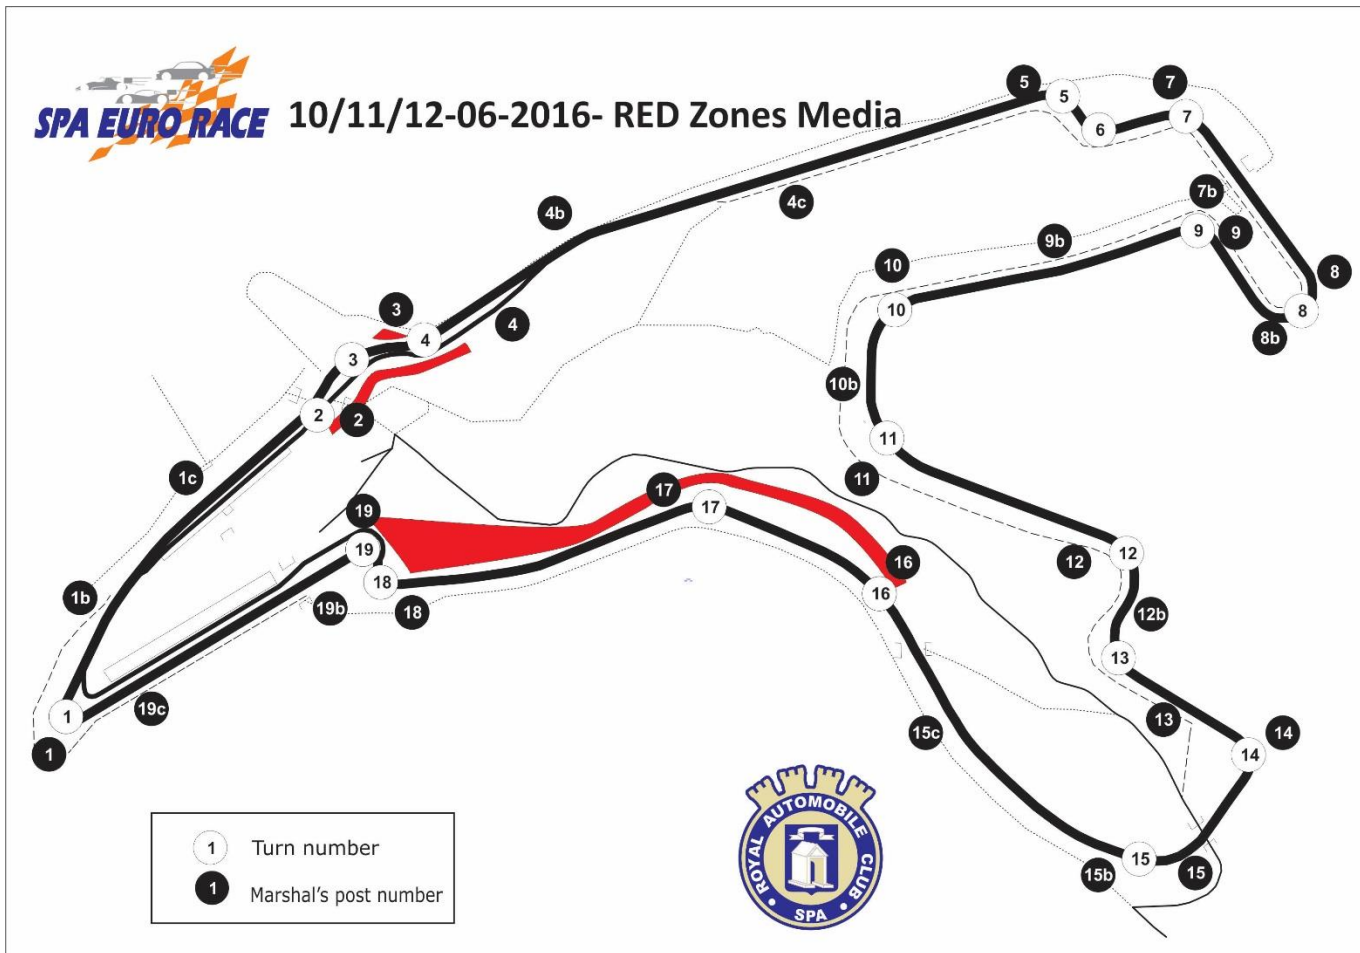 SPA EURO RACE
10/11/12-06-2016- RED Zones Media
5
5
7
6
7
4b
4c
7b
9
9
9b
10
8
3
4
4
10
8
8b
3
10b
2
2
11
1c
11
17
19
17
19
12
12
16
18
16
1b
19b
18
12b
13
1
19c
13
15c
14
14
1
1 Turn number
15
15b
15
1 Marshal's post number
ROYAL AUTOMOBILE CLUB
SPA